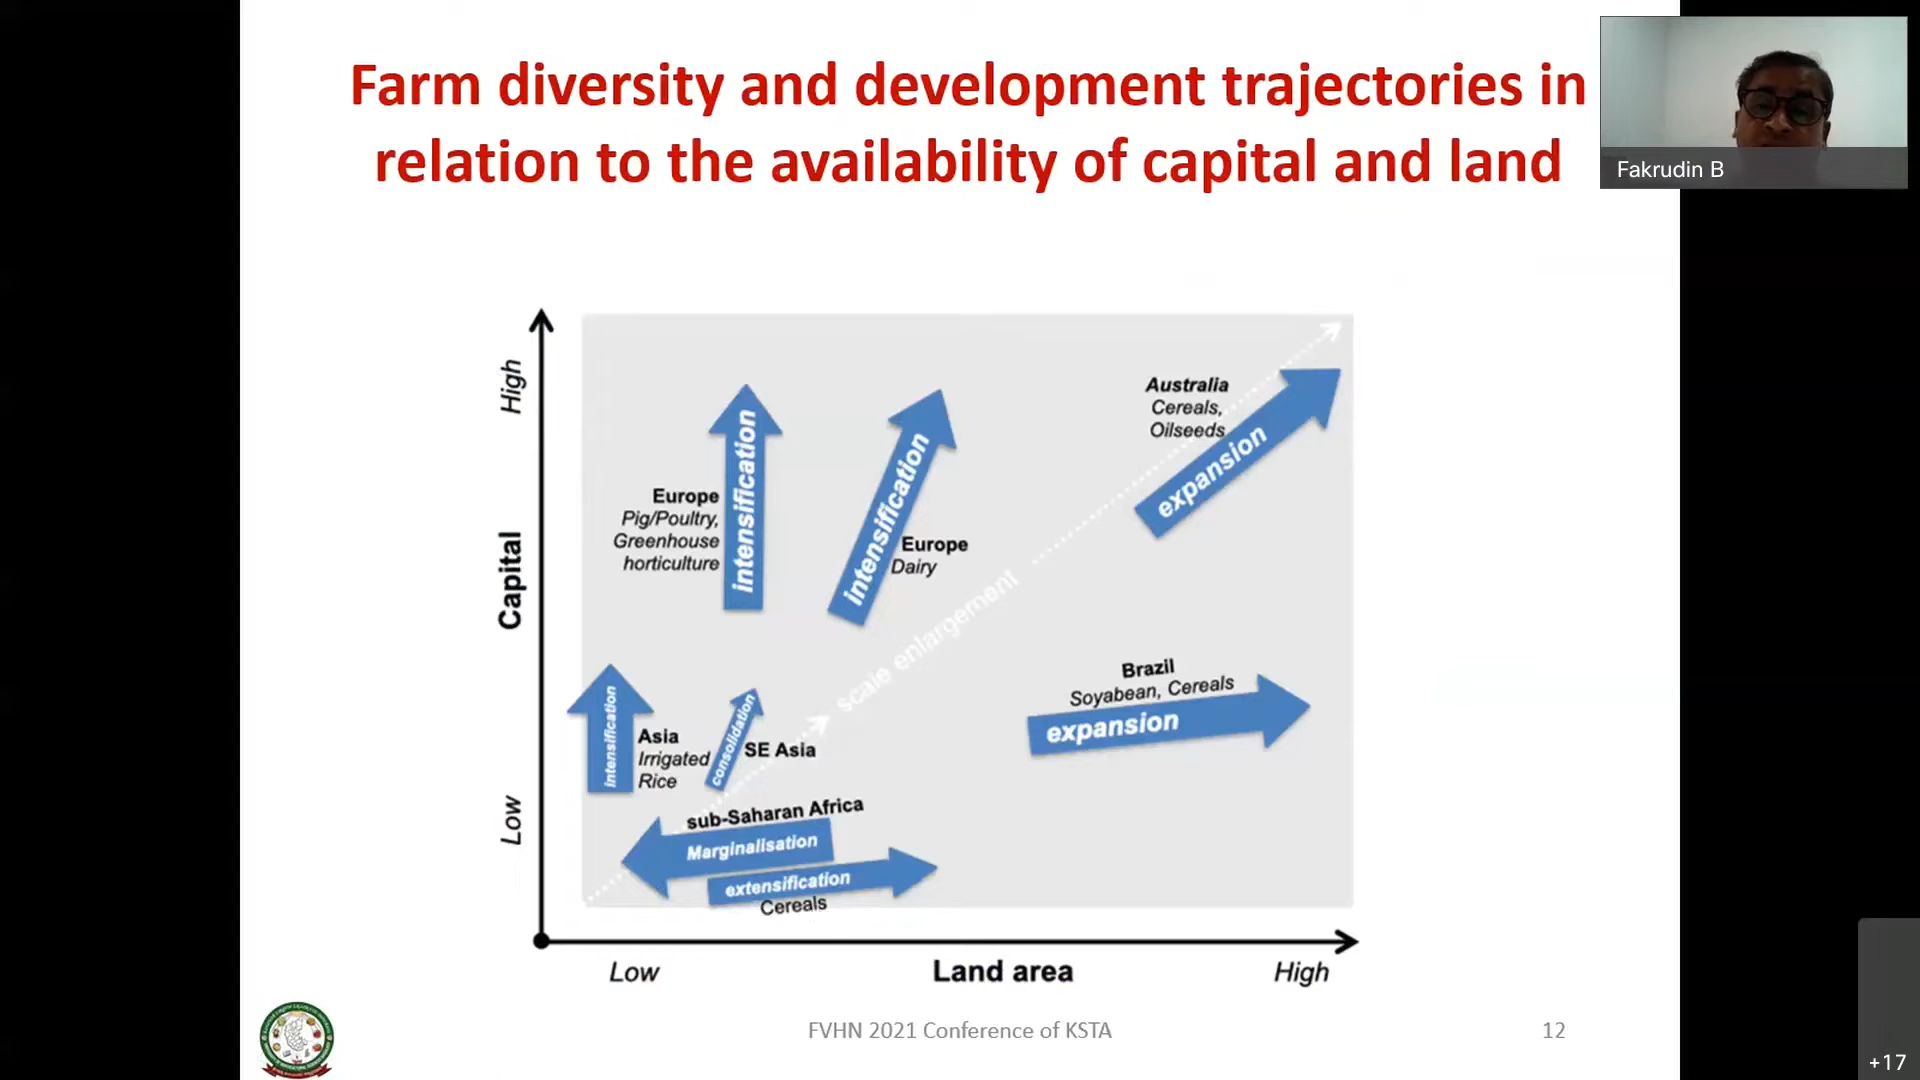 Farm diversity and development trajectories in
relation to the availability of capital and land
Fakrudin B
High
Capital
Low
Australia
Cereals,
Oilseeds
expansion
intensification
Europe
Pig/Poultry,
Greenhouse
horticulture
intensification
Europe
Dairy
scale enlargement
Brazil
Soyabean, Cereals
expansion
intensification
Asia
Irrigated
Rice
consolidation
SE Asia
sub-Saharan Africa
Marginalisation
extensification
Cereals
Low
Land area
High
FVHN 2021 Conference of KSTA
12
+17